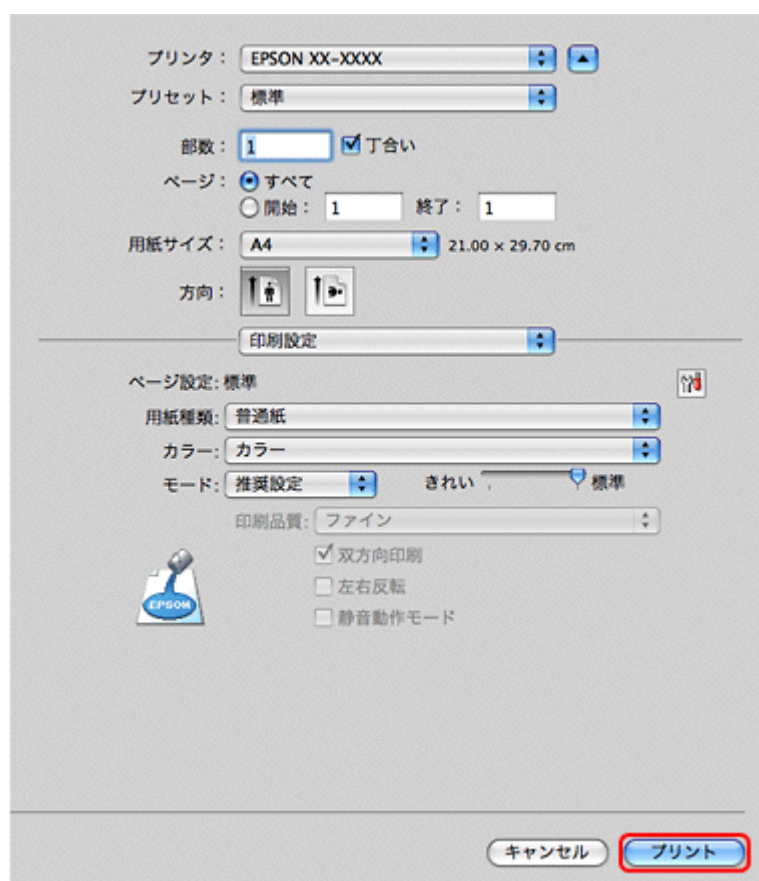 プリンタ： EPSON XX-XXXX
プリセット： 標準
部数： 1 丁合い
ページ： すべて
開始： 1 終了： 1
用紙サイズ： A4 21.00 × 29.70 cm
方向：
印刷設定
ページ設定: 標準
用紙種類: 普通紙
カラー: カラー
モード: 推奨設定 きれい 標準
印刷品質: ファイン
双方向印刷
左右反転
EPSON
静音動作モード
キャンセル プリント